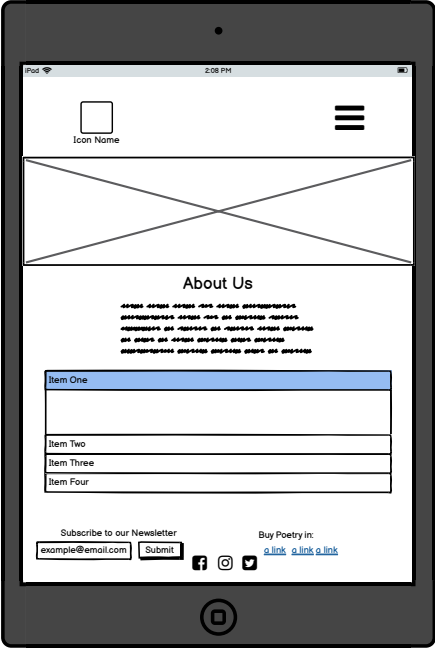 iPad
2:08 PM
Icon Name
About Us
Item One
Item Two
Item Three
Item Four
Subscribe to our Newsletter
example@email.com
Submit
Buy Poetry in:
a link a link a link